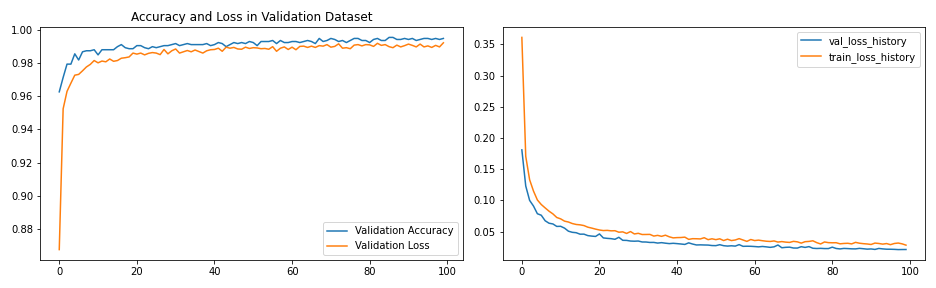 Accuracy and Loss in Validation Dataset
1.00
0.98
0.96
0.94
0.92
0.90
0.88
0 20 40 60 80 100
Validation Accuracy
Validation Loss
0.35
0.30
0.25
0.20
0.15
0.10
0.05
0 20 40 60 80 100
val_loss_history
train_loss_history